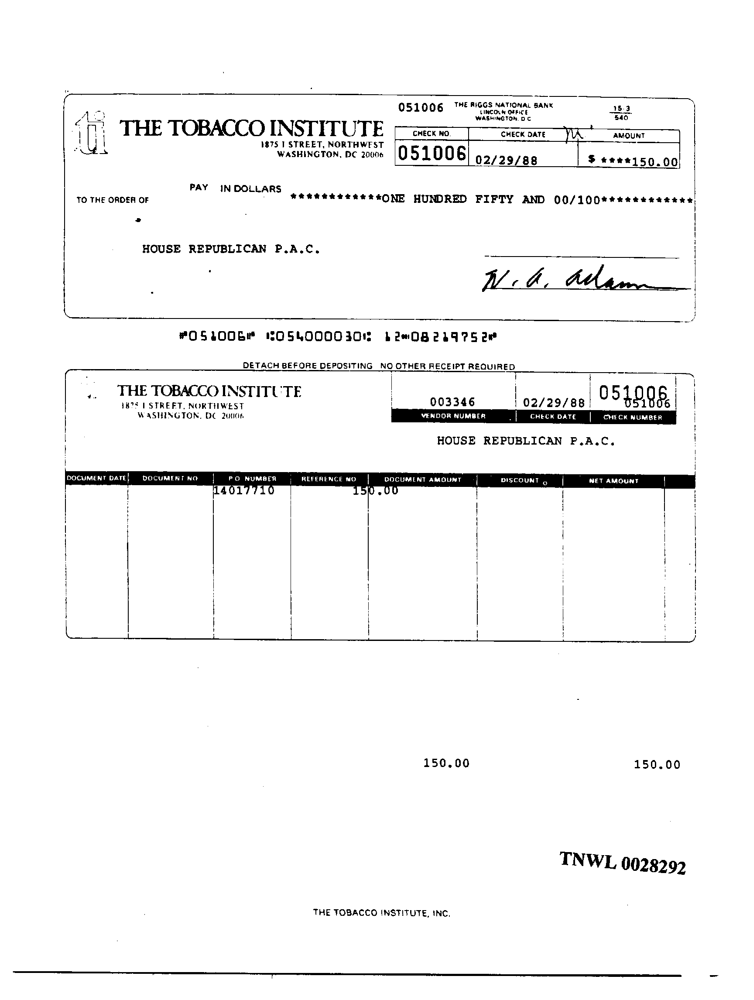 051006 THE RIGGS NATIONAL BANK
LINCOLN OFFICE
WASHINGTON, D C
15-3
540
ti THE TOBACCO INSTITUTE
1875 I STREET, NORTHWEST
WASHINGTON, DC 20006
CHECK NO. CHECK DATE AMOUNT
051006 02/29/88 $ ****150.00
PAY IN DOLLARS ************ONE HUNDRED FIFTY AND 00/100************
TO THE ORDER OF
HOUSE REPUBLICAN P.A.C.
⑈051006⑈ ⑆054000030⑆ 12⑉08219752⑈
DETACH BEFORE DEPOSITING NO OTHER RECEIPT REQUIRED
THE TOBACCO INSTITUTE
1875 I STREET, NORTHWEST
WASHINGTON, DC 20006
003346 02/29/88 051006
051006
VENDOR NUMBER CHECK DATE CHECK NUMBER
HOUSE REPUBLICAN P.A.C.
DOCUMENT DATE DOCUMENT NO P O NUMBER REFERENCE NO DOCUMENT AMOUNT DISCOUNT NET AMOUNT
14017710 150.00
150.00 150.00
TNWL 0028292
THE TOBACCO INSTITUTE, INC.